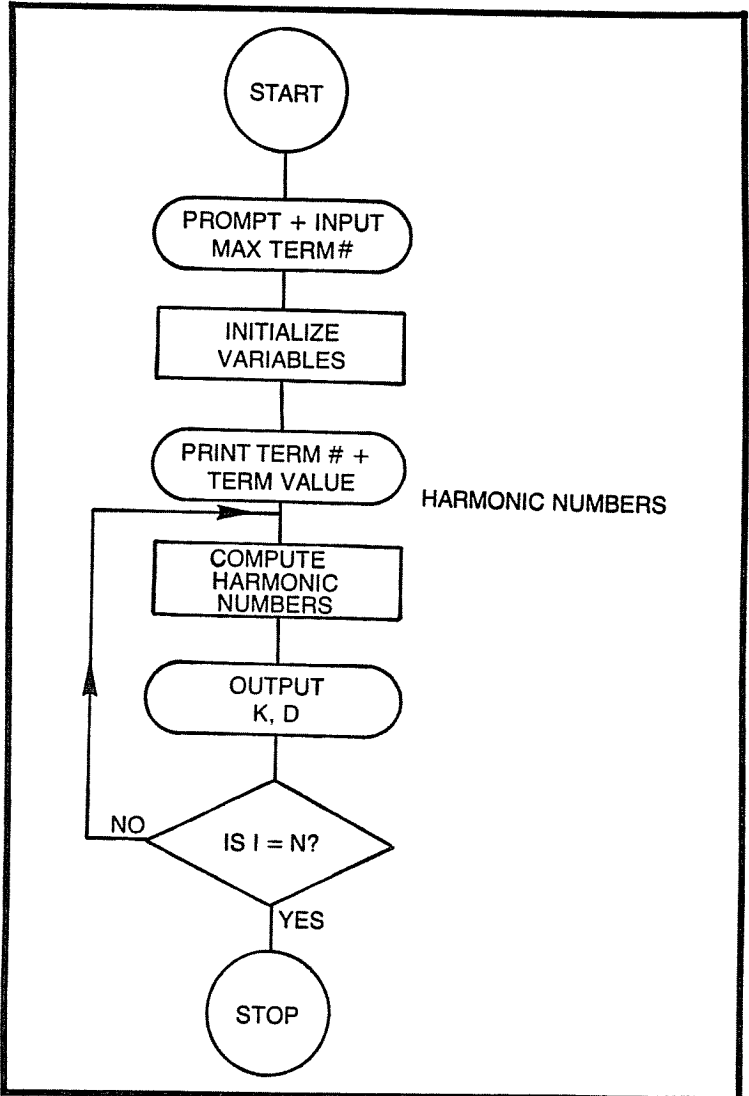 START
PROMPT + INPUT
MAX TERM #
INITIALIZE
VARIABLES
PRINT TERM # +
TERM VALUE
HARMONIC NUMBERS
COMPUTE
HARMONIC
NUMBERS
OUTPUT
K, D
NO
IS I = N?
YES
STOP